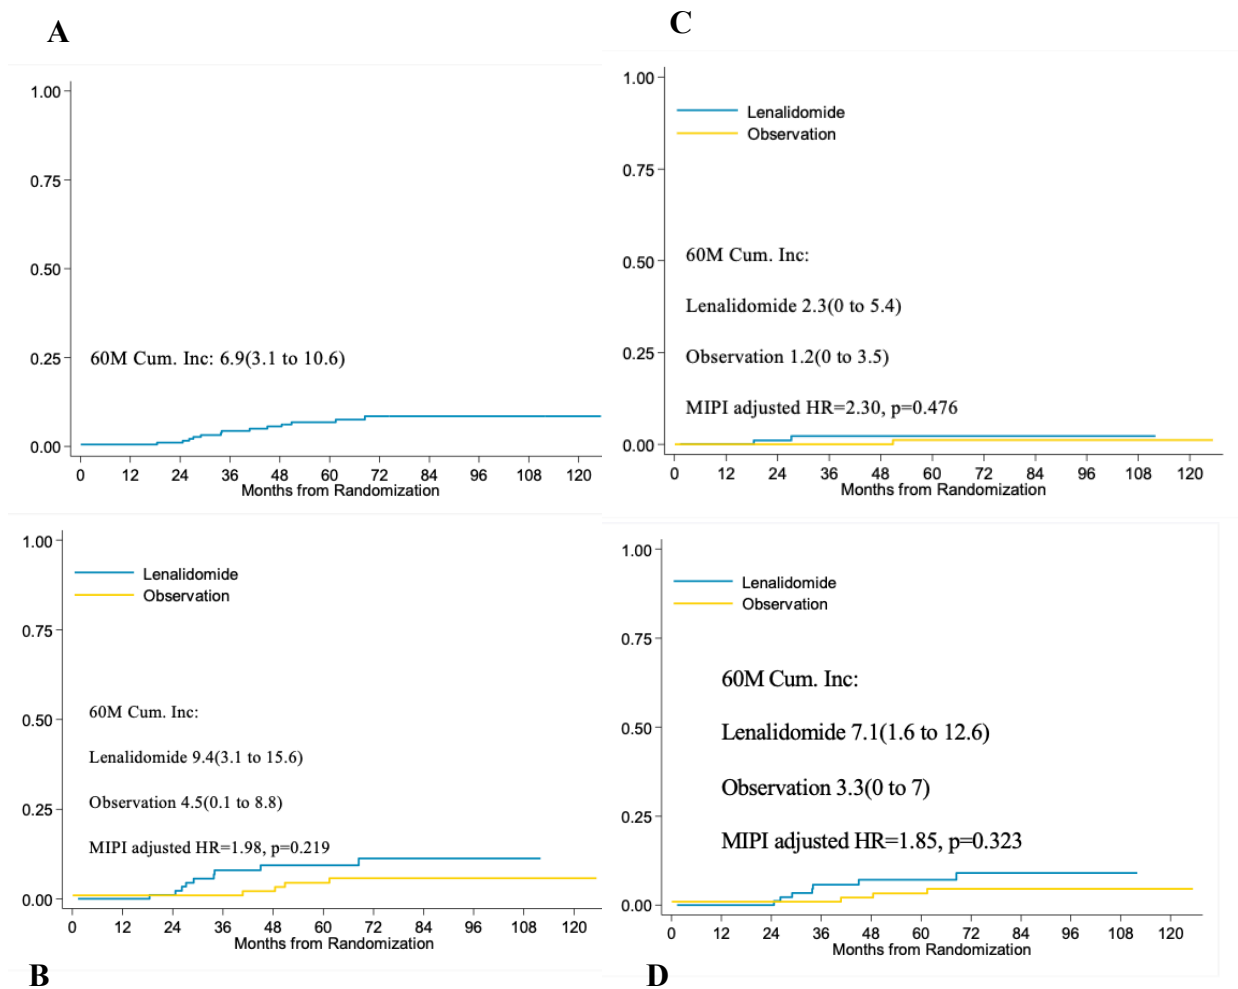 A
1.00
0.75
0.50
0.25
0.00
60M Cum. Inc: 6.9(3.1 to 10.6)
0 12 24 36 48 60 72 84 96 108 120
Months from Randomization
C
1.00
0.75
0.50
0.25
0.00
Lenalidomide
Observation
60M Cum. Inc:
Lenalidomide 2.3(0 to 5.4)
Observation 1.2(0 to 3.5)
MIPI adjusted HR=2.30, p=0.476
0 12 24 36 48 60 72 84 96 108 120
Months from Randomization
1.00
0.75
0.50
0.25
0.00
Lenalidomide
Observation
60M Cum. Inc:
Lenalidomide 9.4(3.1 to 15.6)
Observation 4.5(0.1 to 8.8)
MIPI adjusted HR=1.98, p=0.219
0 12 24 36 48 60 72 84 96 108 120
Months from Randomization
B
1.00
0.75
0.50
0.25
0.00
Lenalidomide
Observation
60M Cum. Inc:
Lenalidomide 7.1(1.6 to 12.6)
Observation 3.3(0 to 7)
MIPI adjusted HR=1.85, p=0.323
0 12 24 36 48 60 72 84 96 108 120
Months from Randomization
D